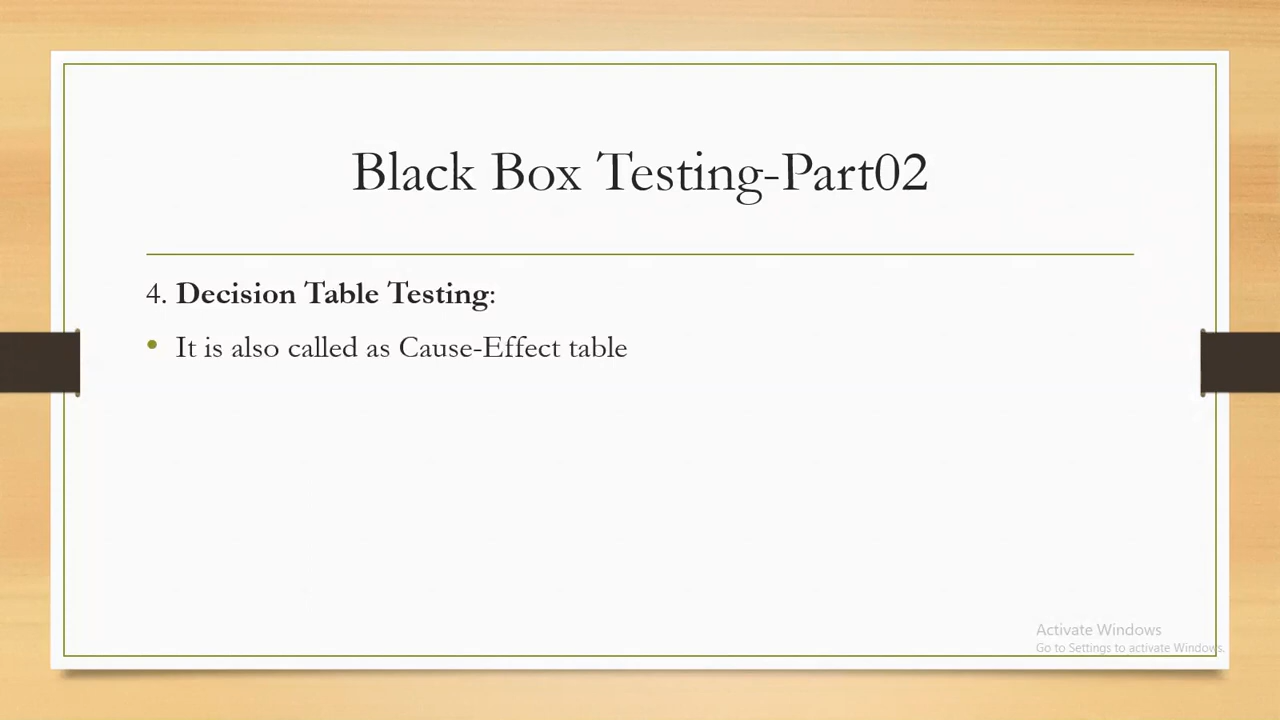 Black Box Testing-Part02
4. Decision Table Testing:
• It is also called as Cause-Effect table
Activate Windows
Go to Settings to activate Windows.